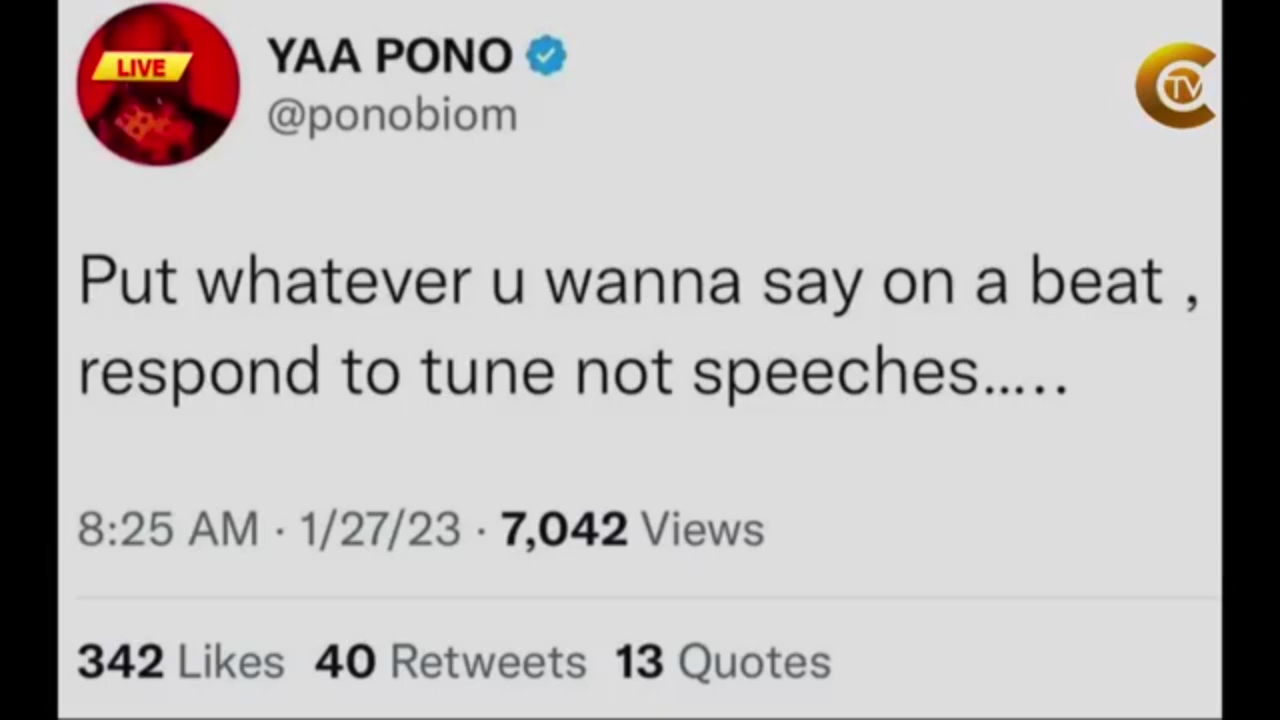 LIVE
YAA PONO
@ponobiom
CTV
Put whatever u wanna say on a beat ,
respond to tune not speeches.....
8:25 AM · 1/27/23 · 7,042 Views
342 Likes 40 Retweets 13 Quotes